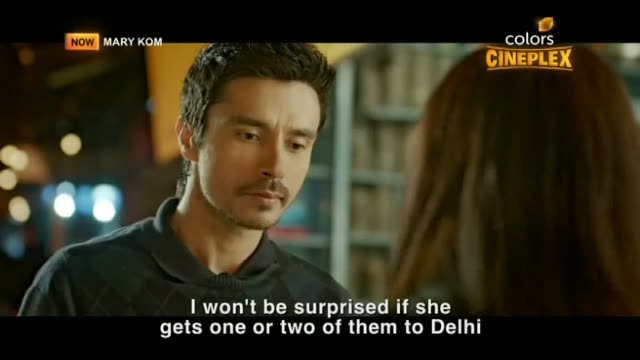 NOW MARY KOM
colors
CINEPLEX
I won't be surprised if she
gets one or two of them to Delhi